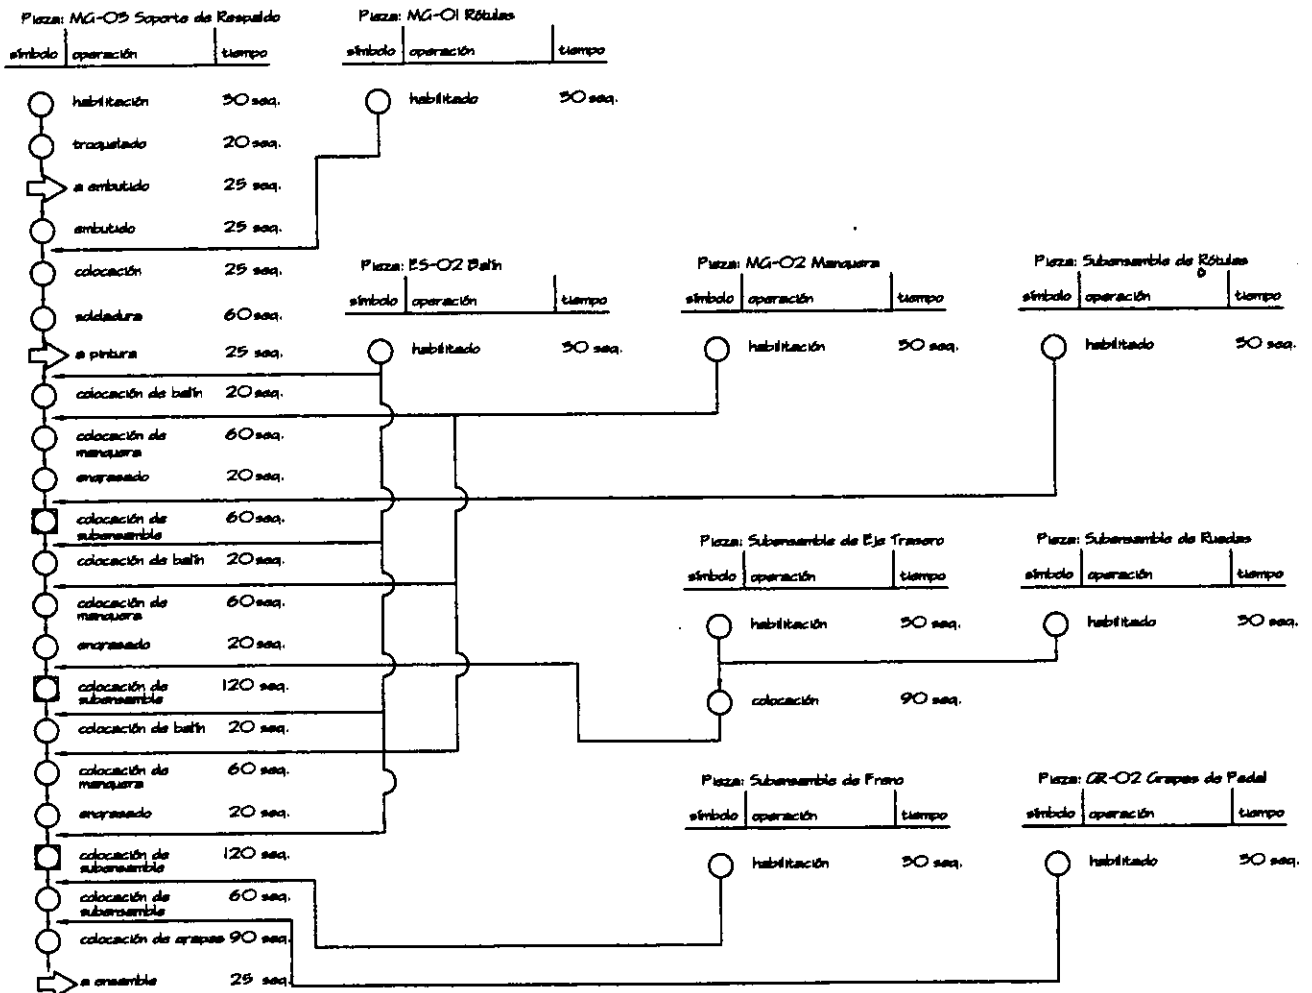 Pieza: MG-03 Soporte de Respaldo
símbolo operación tiempo
habilitación 30 seg.
troquelado 20 seg.
a embutido 25 seg.
embutido 25 seg.
colocación 25 seg.
soldadura 60 seg.
a pintura 25 seg.
colocación de balín 20 seg.
colocación de 60 seg.
manguera
engrasado 20 seg.
colocación de 60 seg.
subensamble
colocación de balín 20 seg.
colocación de 60 seg.
manguera
engrasado 20 seg.
colocación de 120 seg.
subensamble
colocación de balín 20 seg.
colocación de 60 seg.
manguera
engrasado 20 seg.
colocación de 120 seg.
subensamble
colocación de 60 seg.
subensamble
colocación de grapas 90 seg.
a ensamble 25 seg.
Pieza: MG-01 Rótulas
símbolo operación tiempo
habilitado 30 seg.
Pieza: ES-02 Balín
símbolo operación tiempo
habilitado 30 seg.
Pieza: MG-02 Manguera
símbolo operación tiempo
habilitación 30 seg.
Pieza: Subensamble de Rótulas
símbolo operación tiempo
habilitado 30 seg.
Pieza: Subensamble de Eje Trasero
símbolo operación tiempo
habilitación 30 seg.
colocación 90 seg.
Pieza: Subensamble de Ruedas
símbolo operación tiempo
habilitado 30 seg.
Pieza: Subensamble de Freno
símbolo operación tiempo
habilitación 30 seg.
Pieza: GR-02 Grapas de Pedal
símbolo operación tiempo
habilitado 30 seg.